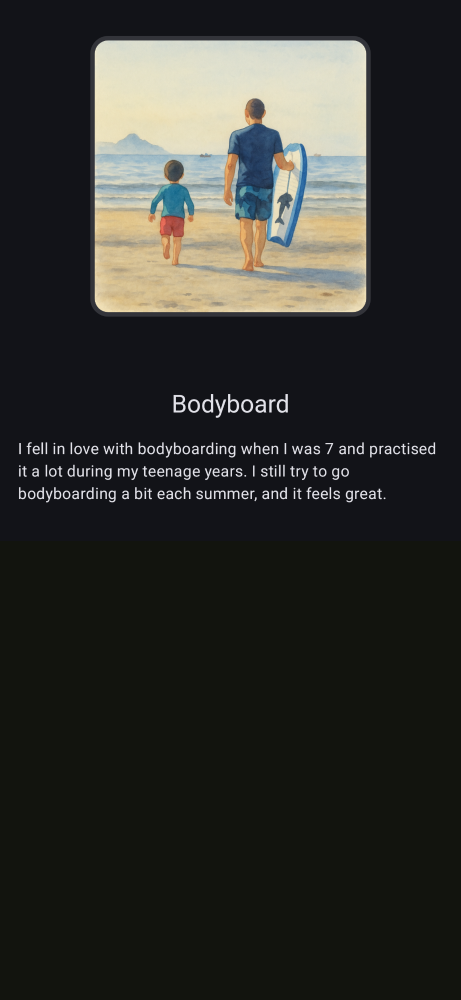 Bodyboard
I fell in love with bodyboarding when I was 7 and practised
it a lot during my teenage years. I still try to go
bodyboarding a bit each summer, and it feels great.